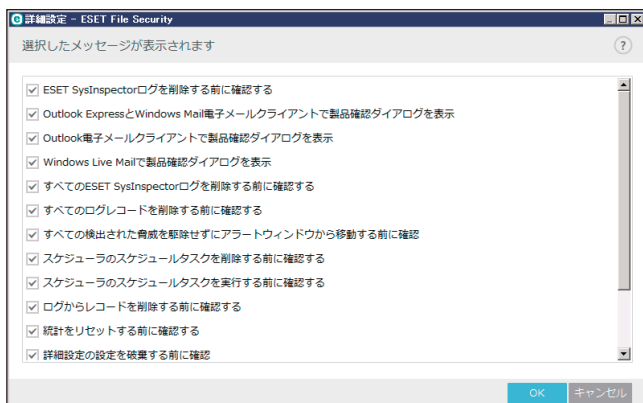 詳細設定 – ESET File Security
選択したメッセージが表示されます
?
ESET SysInspectorログを削除する前に確認する
Outlook ExpressとWindows Mail電子メールクライアントで製品確認ダイアログを表示
Outlook電子メールクライアントで製品確認ダイアログを表示
Windows Live Mailで製品確認ダイアログを表示
すべてのESET SysInspectorログを削除する前に確認する
すべてのログレコードを削除する前に確認する
すべての検出された脅威を駆除せずにアラートウィンドウから移動する前に確認
スケジューラのスケジュールタスクを削除する前に確認する
スケジューラのスケジュールタスクを実行する前に確認する
ログからレコードを削除する前に確認する
統計をリセットする前に確認する
詳細設定の設定を破棄する前に確認
OK キャンセル